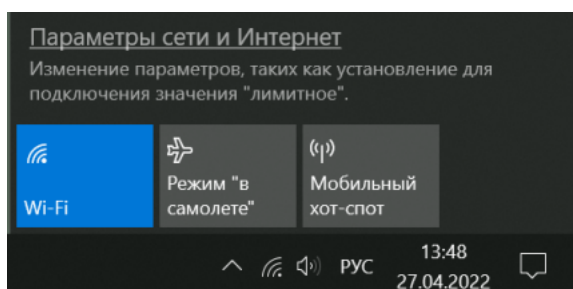 Параметры сети и Интернет
Изменение параметров, таких как установление для
подключения значения "лимитное".
Wi-Fi
Режим "в
самолете"
Мобильный
хот-спот
РУС
13:48
27.04.2022